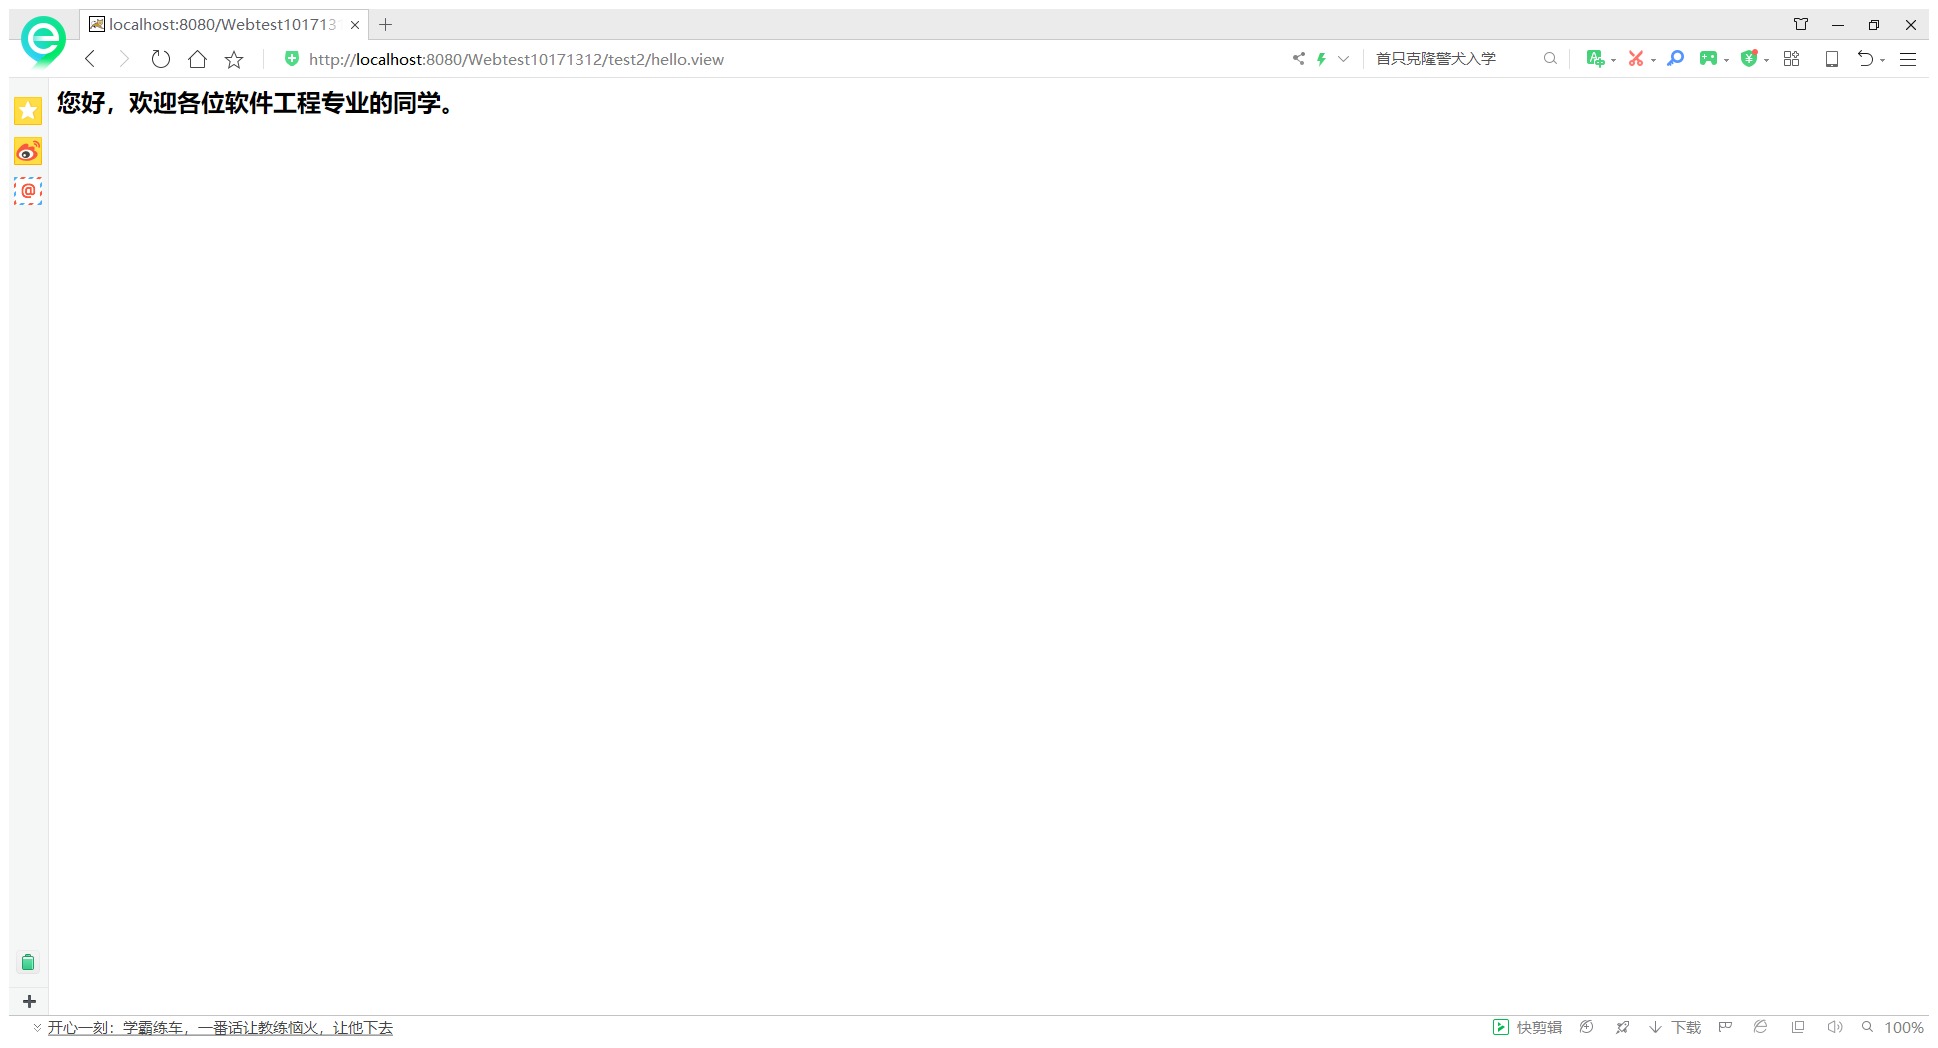 localhost:8080/Webtest1017131
http://localhost:8080/Webtest10171312/test2/hello.view
首只克隆警犬入学
您好，欢迎各位软件工程专业的同学。
开心一刻：学霸练车，一番话让教练恼火，让他下去
快剪辑
下载
100%